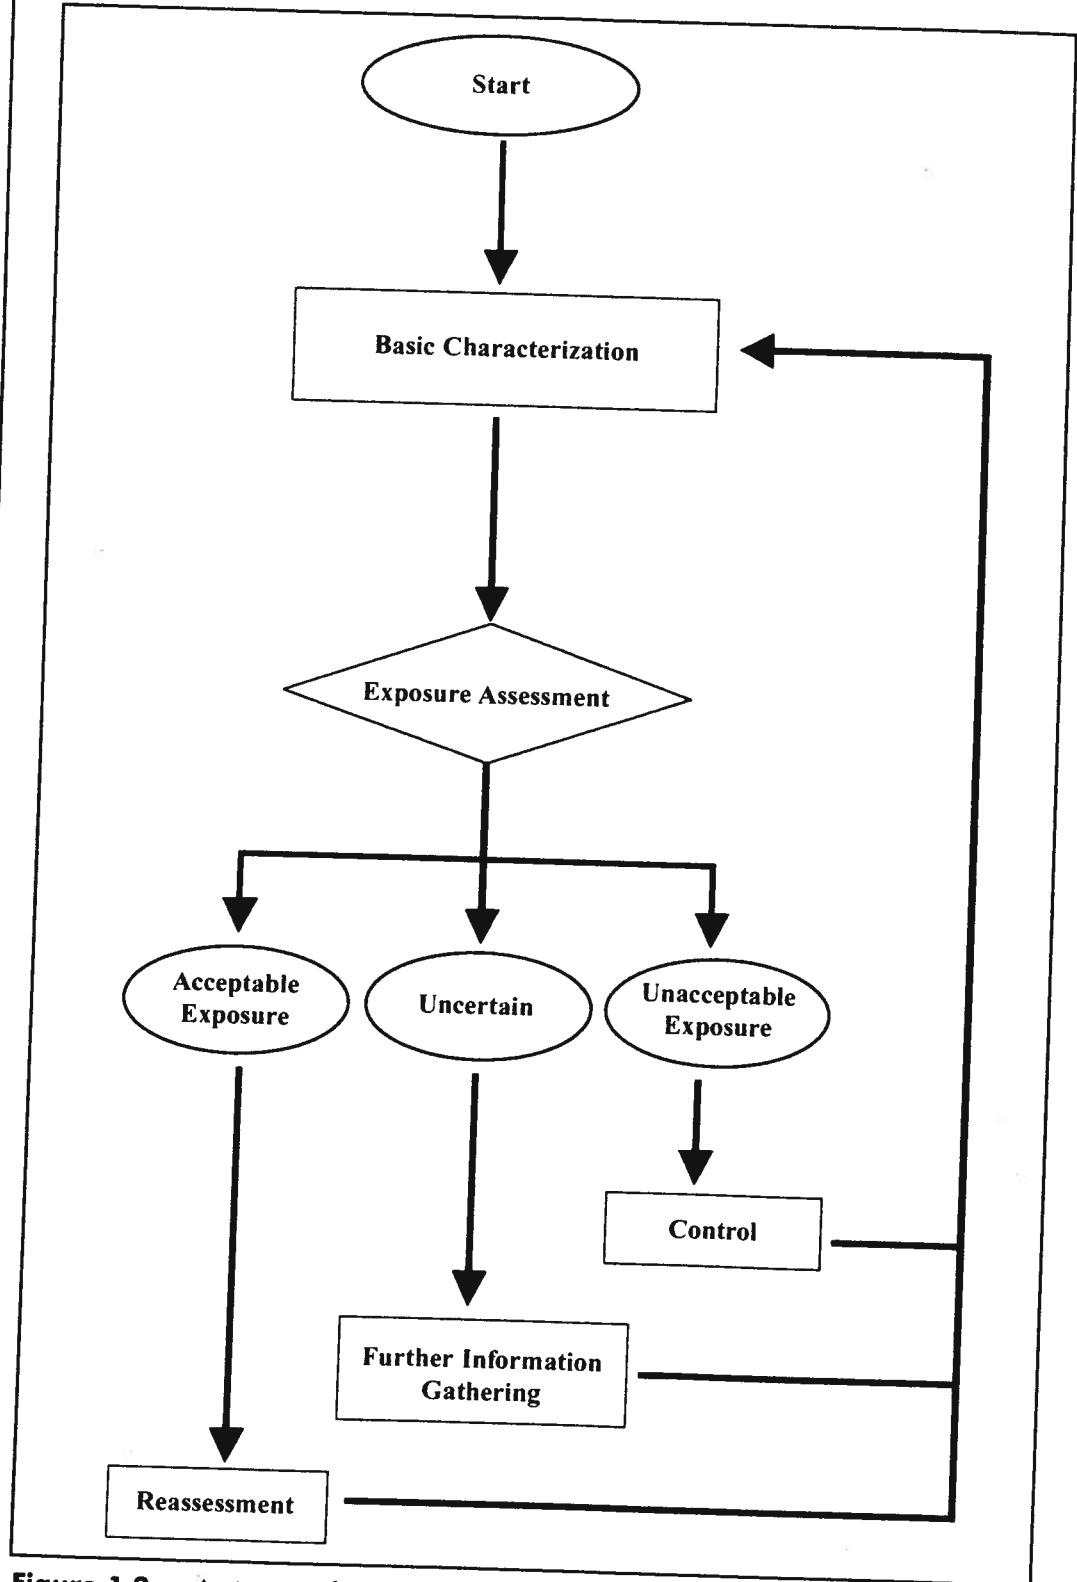 Start
Basic Characterization
Exposure Assessment
Acceptable
Exposure
Uncertain
Unacceptable
Exposure
Control
Further Information
Gathering
Reassessment